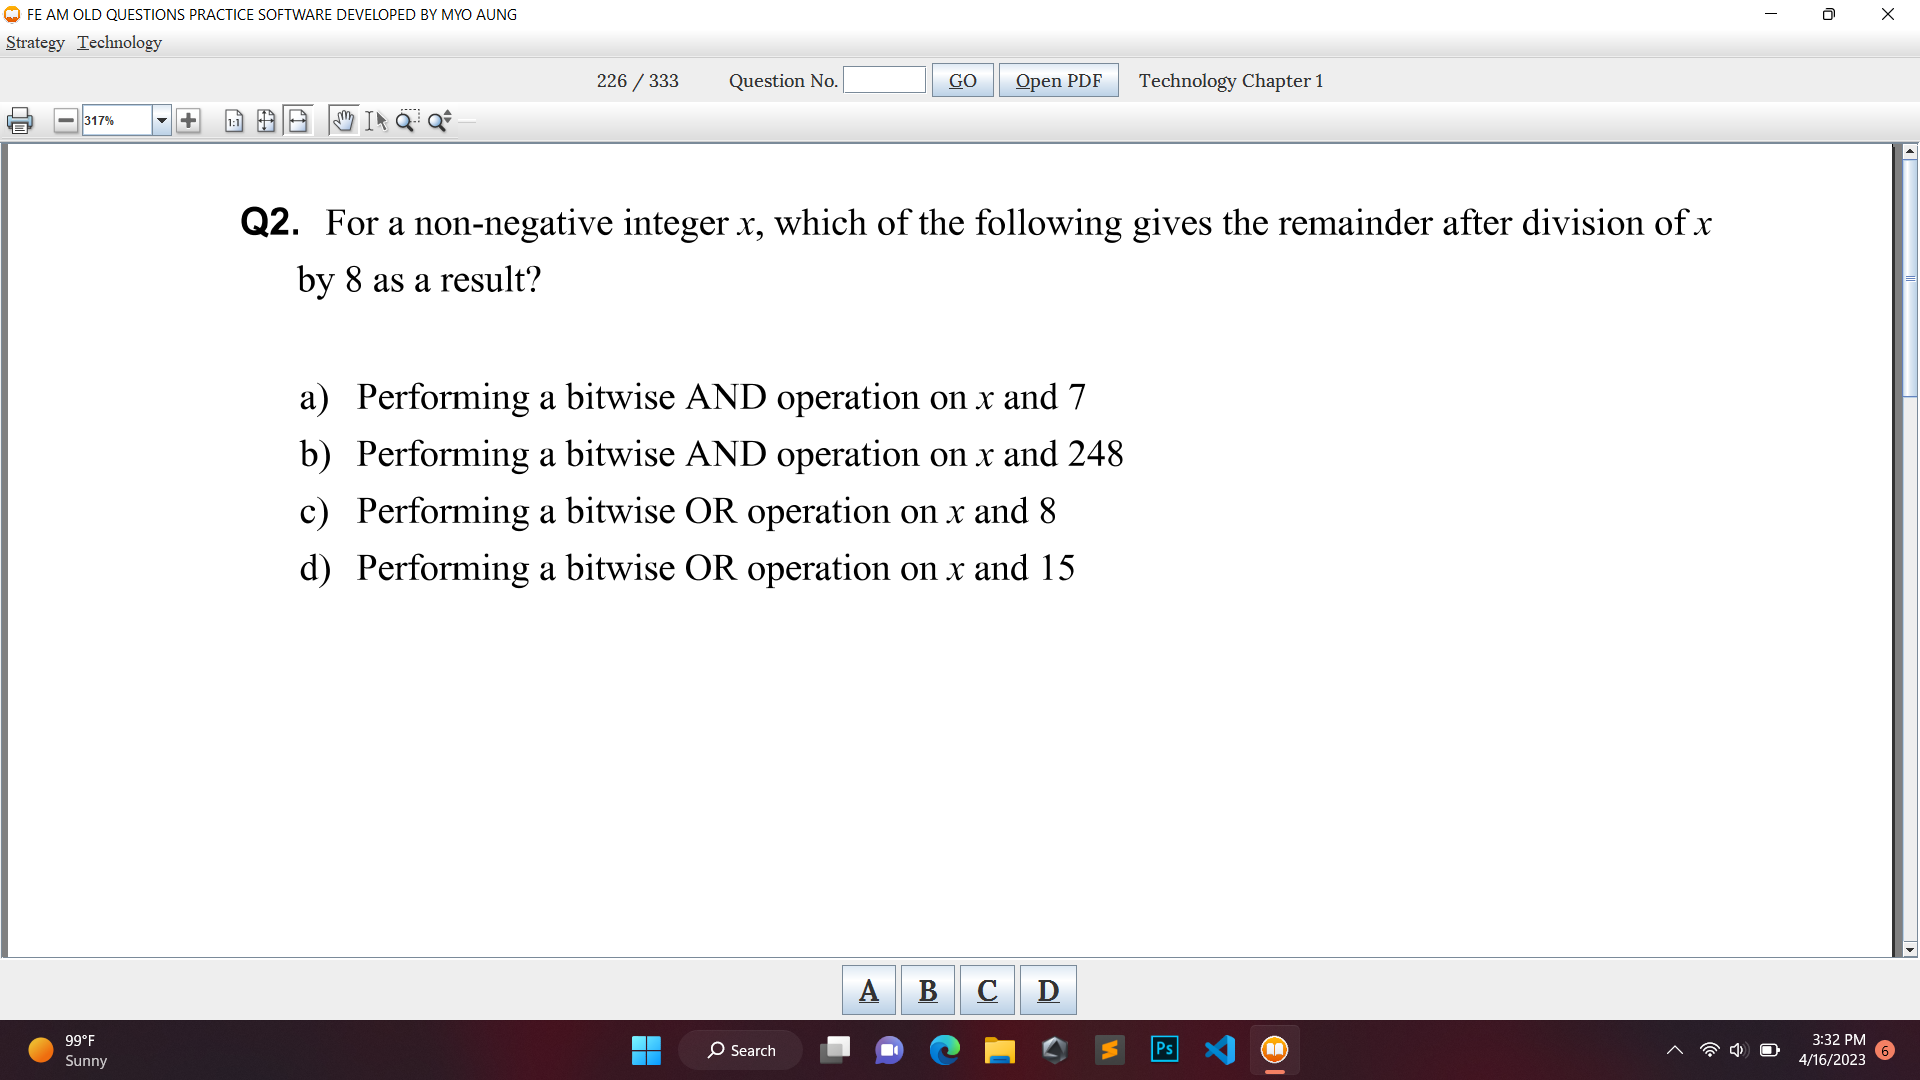 FE AM OLD QUESTIONS PRACTICE SOFTWARE DEVELOPED BY MYO AUNG
Strategy Technology
226 / 333 Question No. GO Open PDF Technology Chapter 1
317% 1:1
Q2. For a non-negative integer x, which of the following gives the remainder after division of x
by 8 as a result?
a) Performing a bitwise AND operation on x and 7
b) Performing a bitwise AND operation on x and 248
c) Performing a bitwise OR operation on x and 8
d) Performing a bitwise OR operation on x and 15
A B C D
99°F
Sunny
Search
Ps
3:32 PM
4/16/2023
6